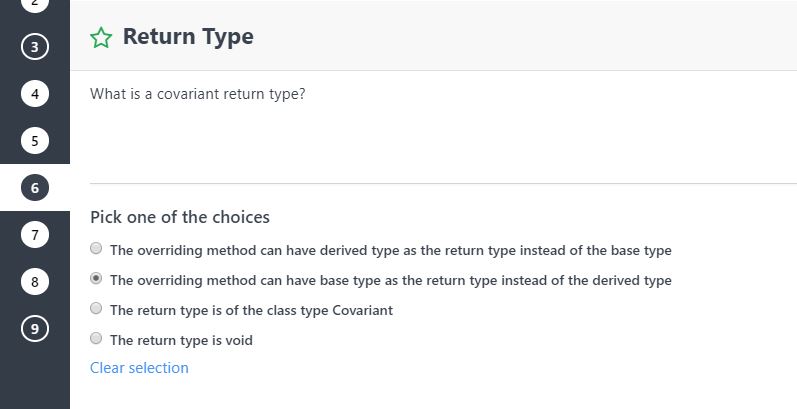 2
Return Type
3
4
What is a covariant return type?
5
6
Pick one of the choices
7
The overriding method can have derived type as the return type instead of the base type
8
The overriding method can have base type as the return type instead of the derived type
The return type is of the class type Covariant
9
The return type is void
Clear selection